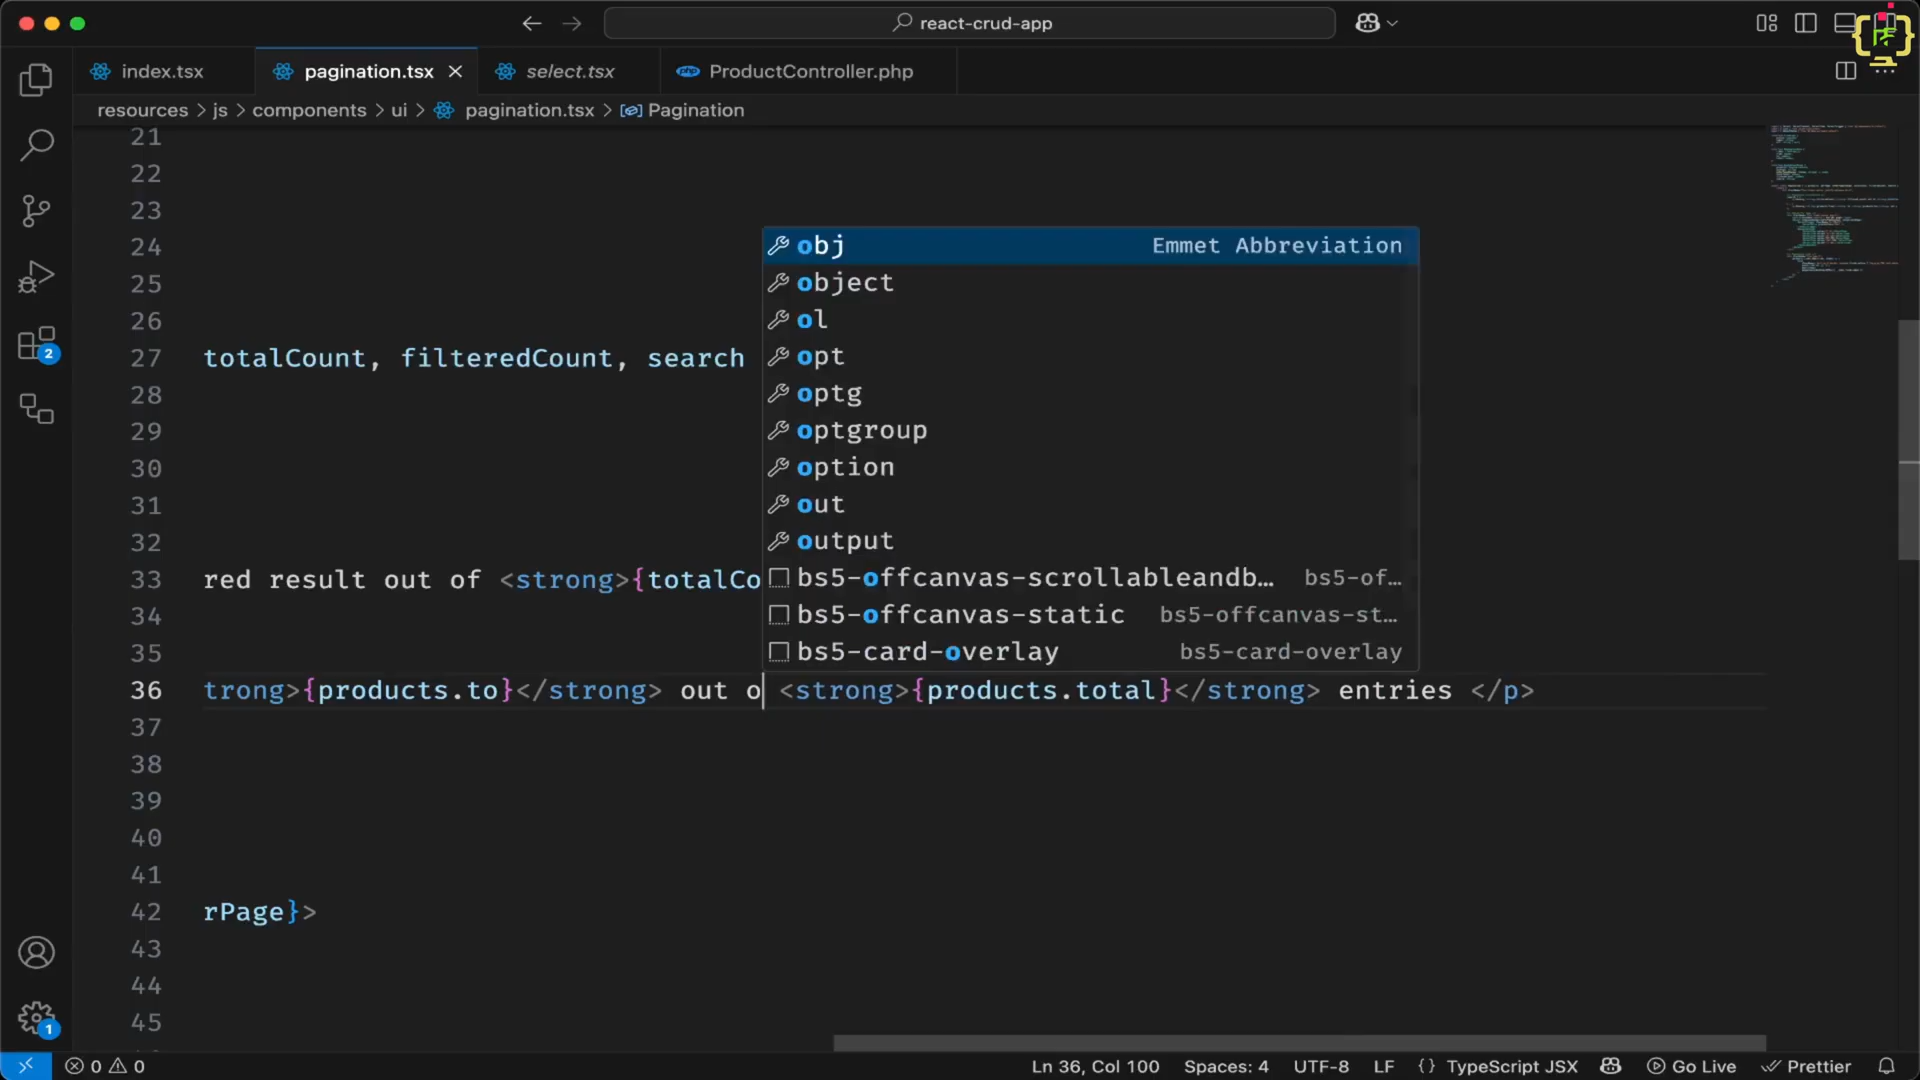 react-crud-app
index.tsx
pagination.tsx
select.tsx
php ProductController.php
resources > js > components > ui > pagination.tsx > Pagination
21
22
23
24
25
26
27 totalCount, filteredCount, search
28
29
30
31
32
33 red result out of <strong>{totalCo
34
35
36 trong>{products.to}</strong> out o <strong>{products.total}</strong> entries </p>
37
38
39
40
41
42 rPage}>
43
44
45
obj Emmet Abbreviation
object
ol
opt
optg
optgroup
option
out
output
bs5-offcanvas-scrollableandb… bs5-of…
bs5-offcanvas-static bs5-offcanvas-st…
bs5-card-overlay bs5-card-overlay
2
1
0 0 Ln 36, Col 100 Spaces: 4 UTF-8 LF {} TypeScript JSX Go Live Prettier